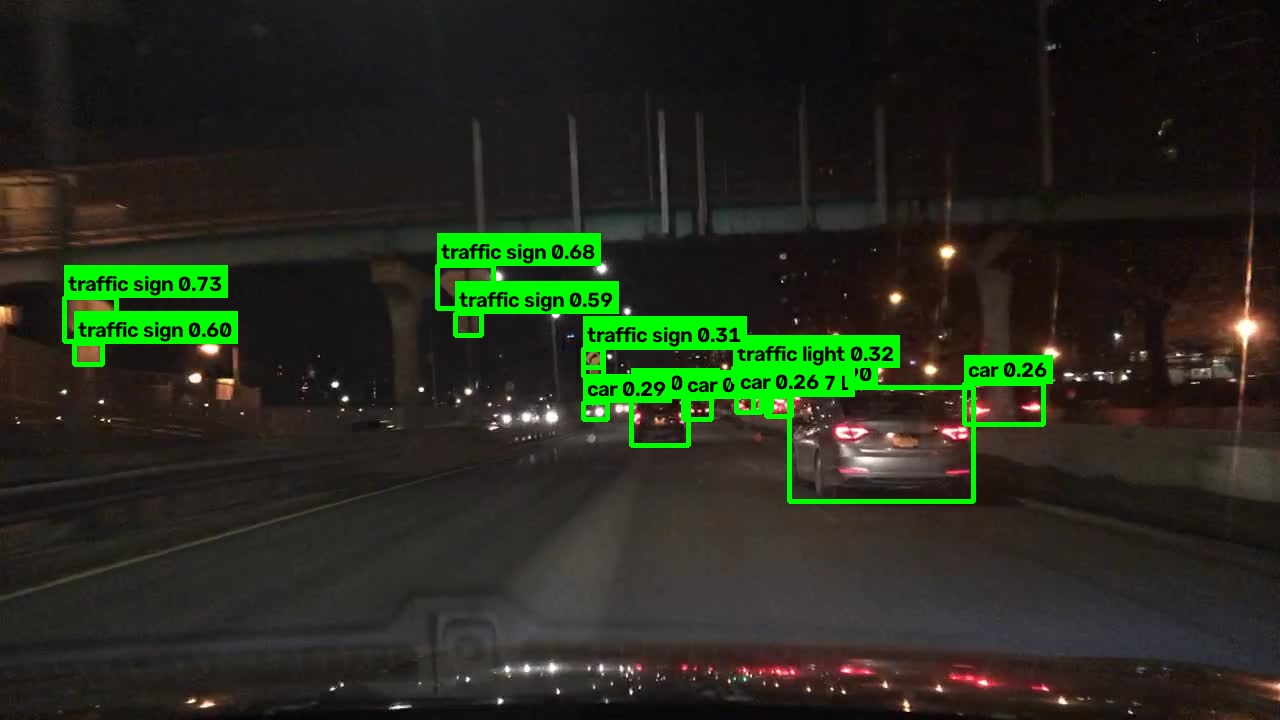 traffic sign 0.68
traffic sign 0.73
traffic sign 0.59
traffic sign 0.60
traffic sign 0.31
traffic light 0.32
car 0.26
car 0.29
car 0.26